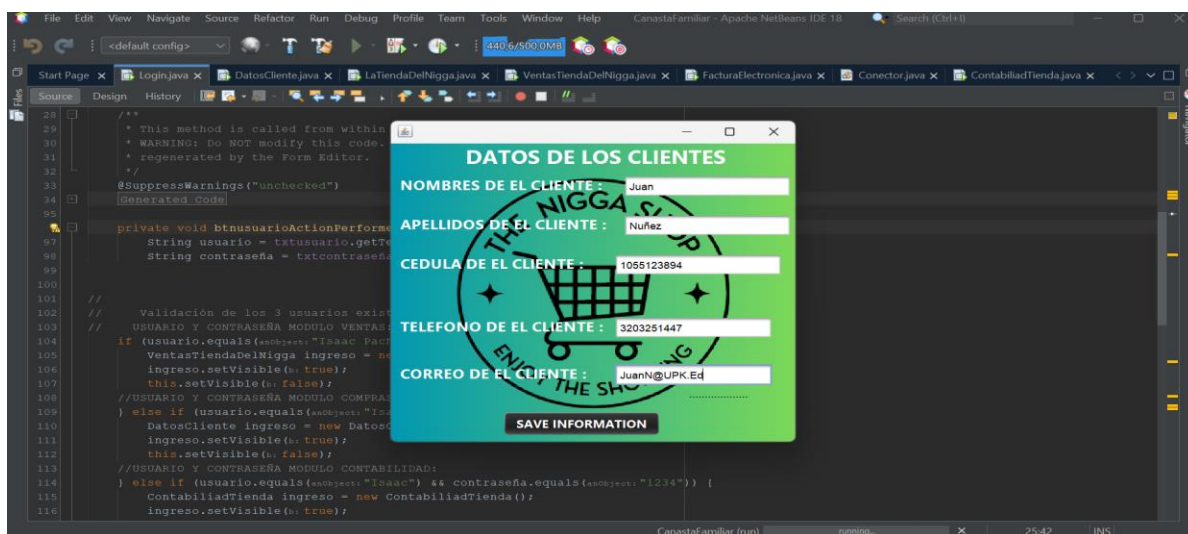 File Edit View Navigate Source Refactor Run Debug Profile Team Tools Window Help CanastaFamiliar - Apache NetBeans IDE 18 Search (Ctrl+I)
<default config> 440.6/500.0MB
Start Page Login.java DatosCliente.java LaTiendaDelNigga.java VentasTiendaDelNigga.java FacturaElectronica.java Conector.java ContabiliadTienda.java
Source Design History
Files
Navigator
28 /**
29 * This method is called from within
30 * WARNING: Do NOT modify this code.
31 * regenerated by the Form Editor.
32 */
33 @SuppressWarnings("unchecked")
34 Generated Code
95
private void btnusuarioActionPerforme
97 String usuario = txtusuario.getTe
98 String contraseña = txtcontraseña
99
100
101 //
102 // Validación de los 3 usuarios exist
103 // USUARIO Y CONTRASEÑA MODULO VENTAS:
104 if (usuario.equals(anObject: "Isaac Pach
105 VentasTiendaDelNigga ingreso = ne
106 ingreso.setVisible(b: true);
107 this.setVisible(b: false);
108 //USUARIO Y CONTRASEÑA MODULO COMPRAS
109 } else if (usuario.equals(anObject: "Isa
110 DatosCliente ingreso = new DatosC
111 ingreso.setVisible(b: true);
112 this.setVisible(b: false);
113 //USUARIO Y CONTRASEÑA MODULO CONTABILIDAD:
114 } else if (usuario.equals(anObject: "Isaac") && contraseña.equals(anObject: "1234")) {
115 ContabiliadTienda ingreso = new ContabiliadTienda();
116 ingreso.setVisible(b: true);
DATOS DE LOS CLIENTES
NOMBRES DE EL CLIENTE : Juan
THE NIGGA SHOP
APELLIDOS DE EL CLIENTE : Nuñez
CEDULA DE EL CLIENTE : 1055123894
TELEFONO DE EL CLIENTE : 3203251447
CORREO DE EL CLIENTE : JuanN@UPK.Ed
ENJOY THE SHOPPING
SAVE INFORMATION
CanastaFamiliar (run) running... 25:42 INS